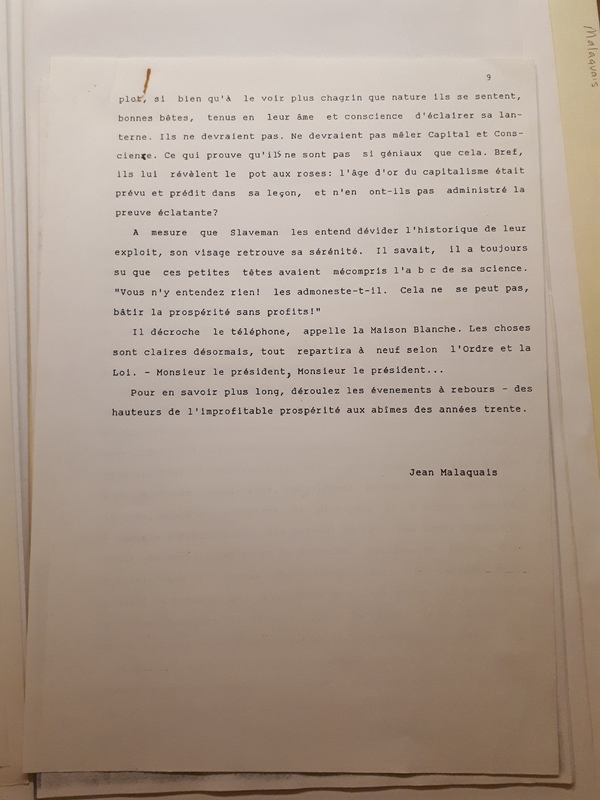 Malaquais
9
plot, si bien qu'à le voir plus chagrin que nature ils se sentent,
bonnes bêtes, tenus en leur âme et conscience d'éclairer sa lan-
terne. Ils ne devraient pas. Ne devraient pas mêler Capital et Cons-
cience. Ce qui prouve qu'ils ne sont pas si géniaux que cela. Bref,
ils lui révèlent le pot aux roses: l'âge d'or du capitalisme était
prévu et prédit dans sa leçon, et n'en ont-ils pas administré la
preuve éclatante?
A mesure que Slaveman les entend dévider l'historique de leur
exploit, son visage retrouve sa sérénité. Il savait, il a toujours
su que ces petites têtes avaient mécompris l'a b c de sa science.
"Vous n'y entendez rien! les admoneste-t-il. Cela ne se peut pas,
bâtir la prospérité sans profits!"
Il décroche le téléphone, appelle la Maison Blanche. Les choses
sont claires désormais, tout repartira à neuf selon l'Ordre et la
Loi. - Monsieur le président, Monsieur le président...
Pour en savoir plus long, déroulez les évenements à rebours - des
hauteurs de l'improfitable prospérité aux abîmes des années trente.
Jean Malaquais